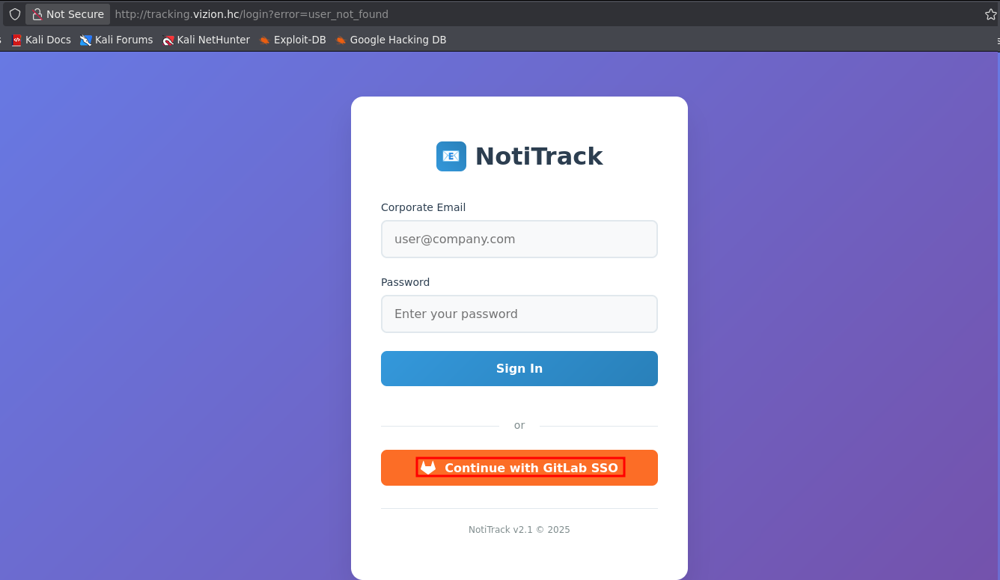 Not Secure http://tracking.vizion.hc/login?error=user_not_found
Kali Docs Kali Forums Kali NetHunter Exploit-DB Google Hacking DB
NotiTrack
Corporate Email
user@company.com
Password
Enter your password
Sign In
or
Continue with GitLab SSO
NotiTrack v2.1 © 2025